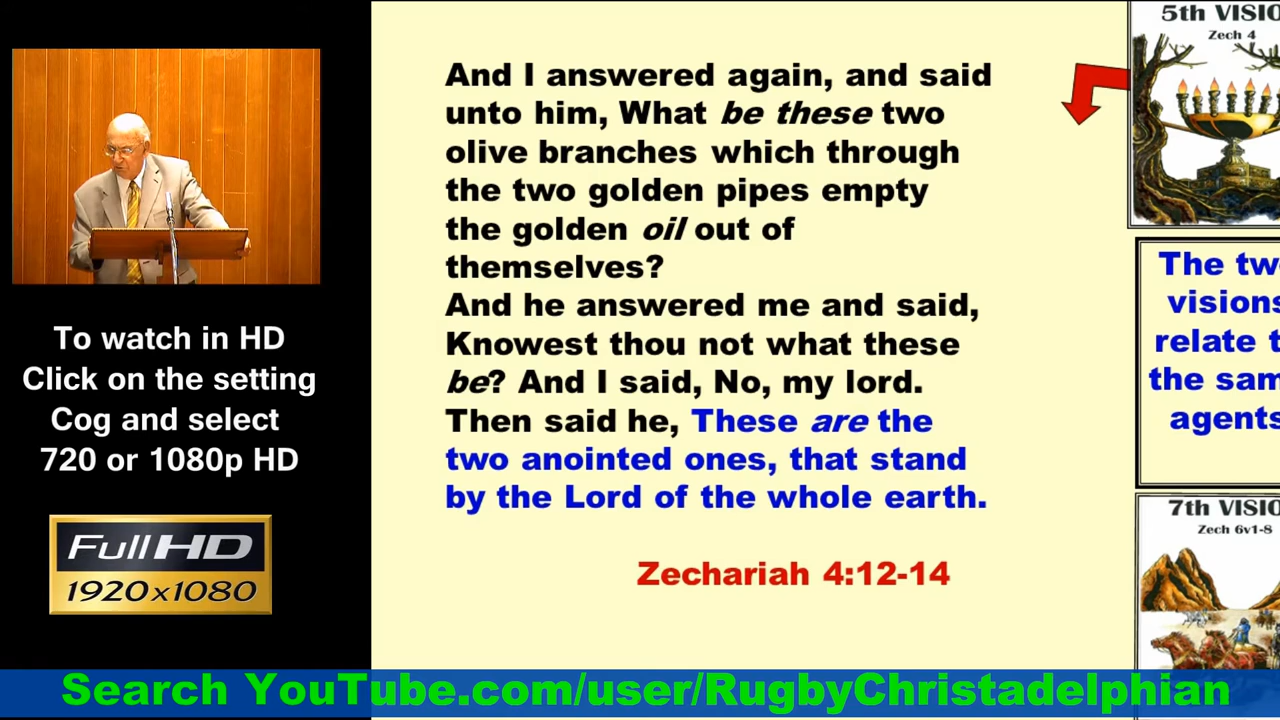 To watch in HD
Click on the setting
Cog and select
720 or 1080p HD
Full HD
1920x1080
And I answered again, and said
unto him, What be these two
olive branches which through
the two golden pipes empty
the golden oil out of
themselves?
And he answered me and said,
Knowest thou not what these
be? And I said, No, my lord.
Then said he, These are the
two anointed ones, that stand
by the Lord of the whole earth.
Zechariah 4:12-14
5th VISIO
Zech 4
The tw
visions
relate t
the sam
agents
7th VISIO
Zech 6v1-8
Search YouTube.com/user/RugbyChristadelphian